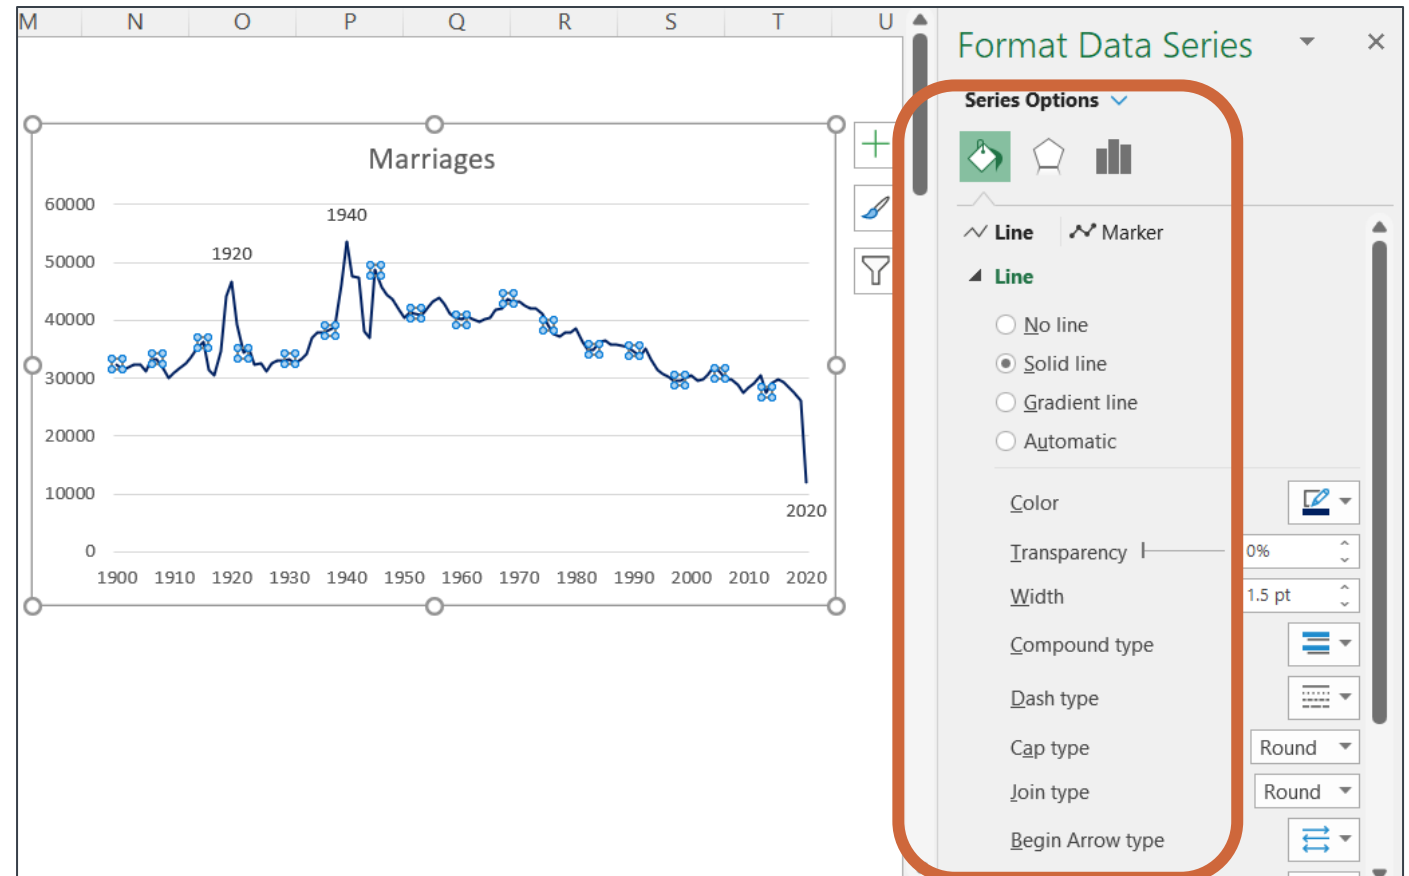 M N O P Q R S T U
Format Data Series
Series Options
Marriages
60000
50000
40000
30000
20000
10000
0
1920
1940
2020
1900 1910 1920 1930 1940 1950 1960 1970 1980 1990 2000 2010 2020
Line Marker
Line
No line
Solid line
Gradient line
Automatic
Color
Transparency 0%
Width 1.5 pt
Compound type
Dash type
Cap type Round
Join type Round
Begin Arrow type